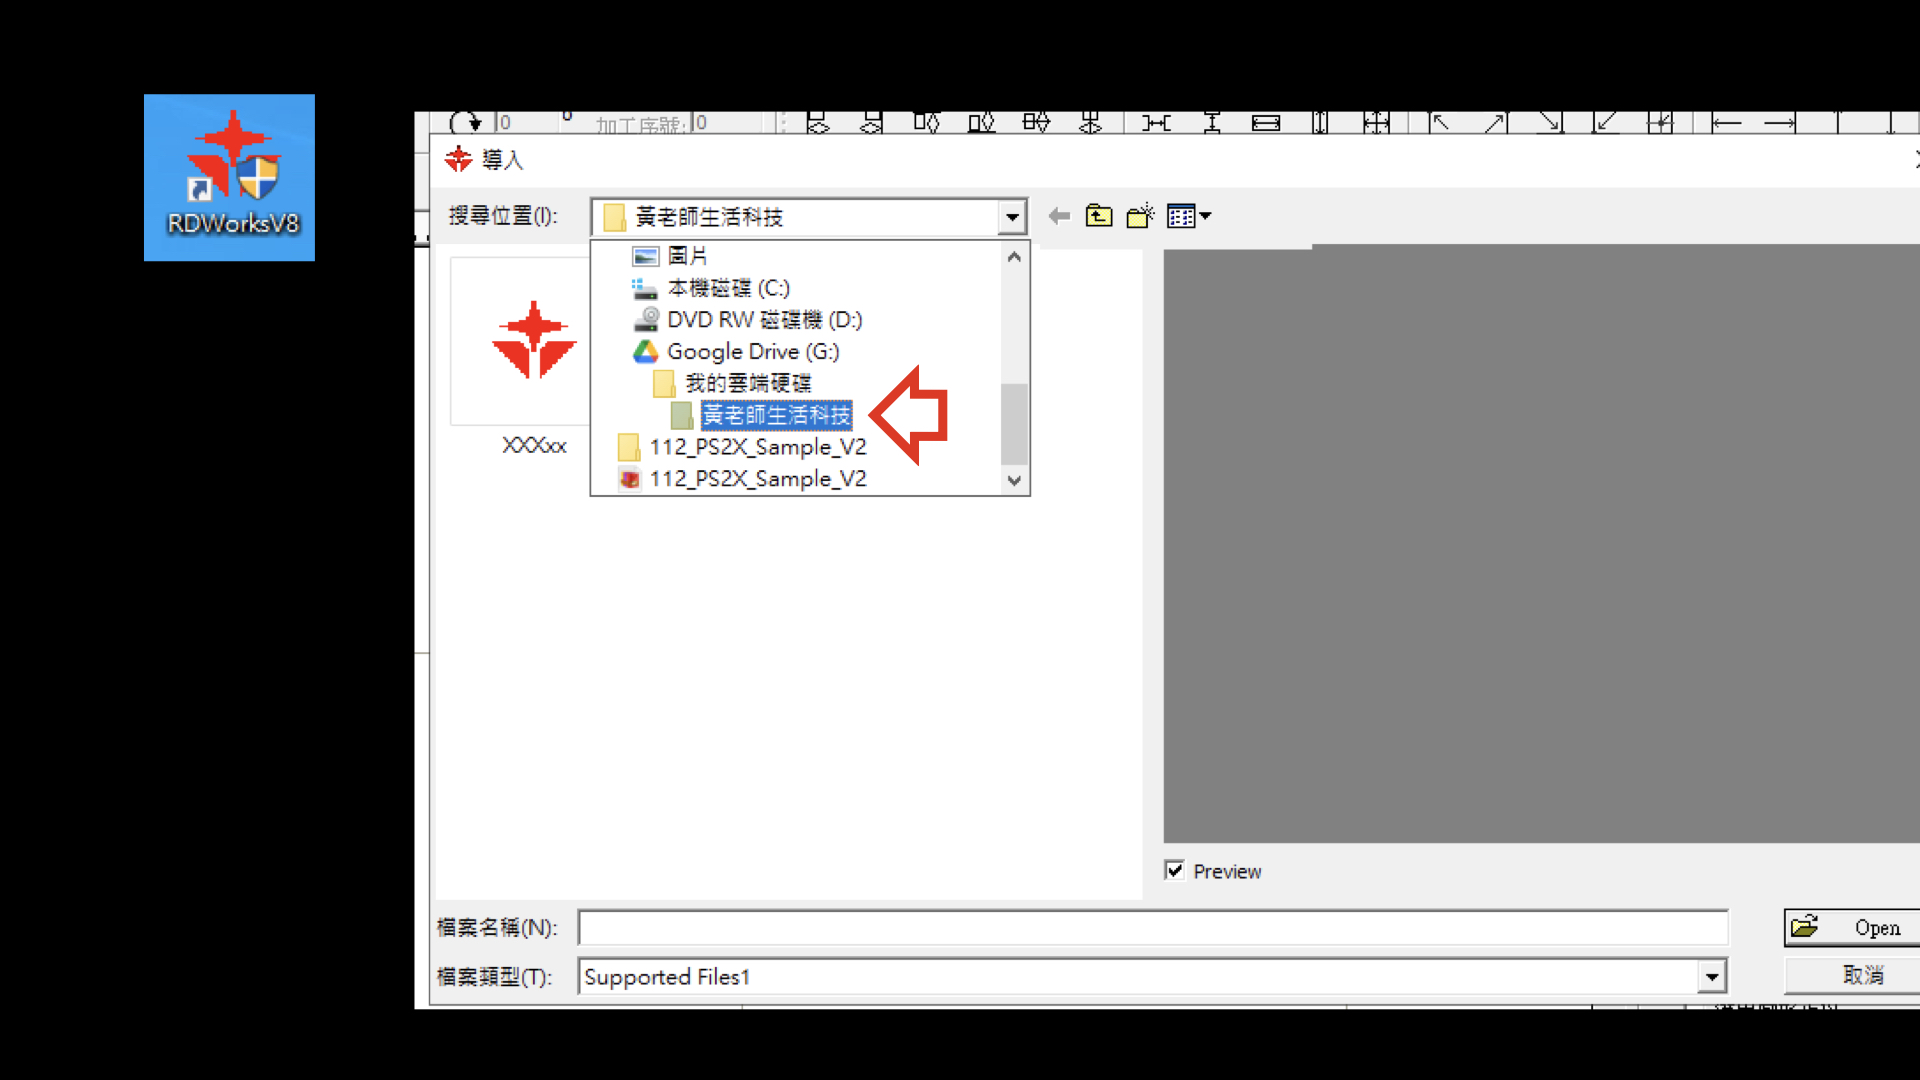 RDWorksV8
0
0
加工序號:
0
導入
搜尋位置(I):
黃老師生活科技
圖片
本機磁碟 (C:)
DVD RW 磁碟機 (D:)
Google Drive (G:)
我的雲端硬碟
黃老師生活科技
112_PS2X_Sample_V2
112_PS2X_Sample_V2
XXXxx
Preview
檔案名稱(N):
Open
檔案類型(T):
Supported Files1
取消